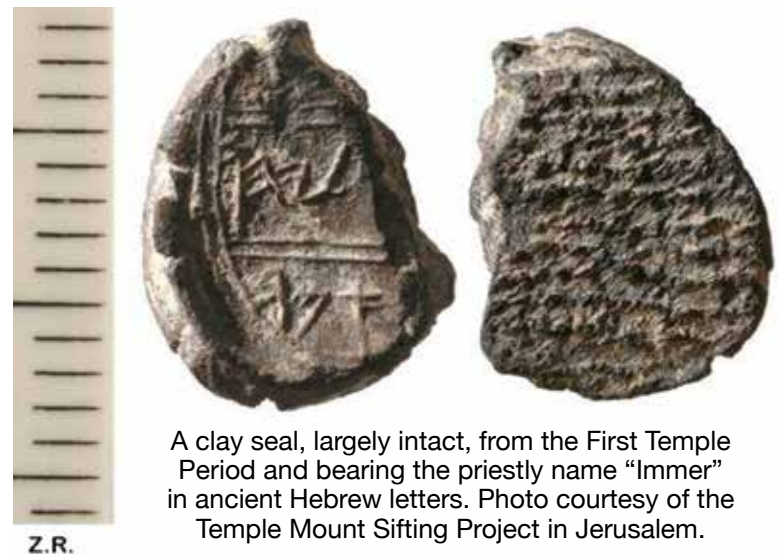 A clay seal, largely intact, from the First Temple
Period and bearing the priestly name “Immer”
in ancient Hebrew letters. Photo courtesy of the
Temple Mount Sifting Project in Jerusalem.
Z.R.